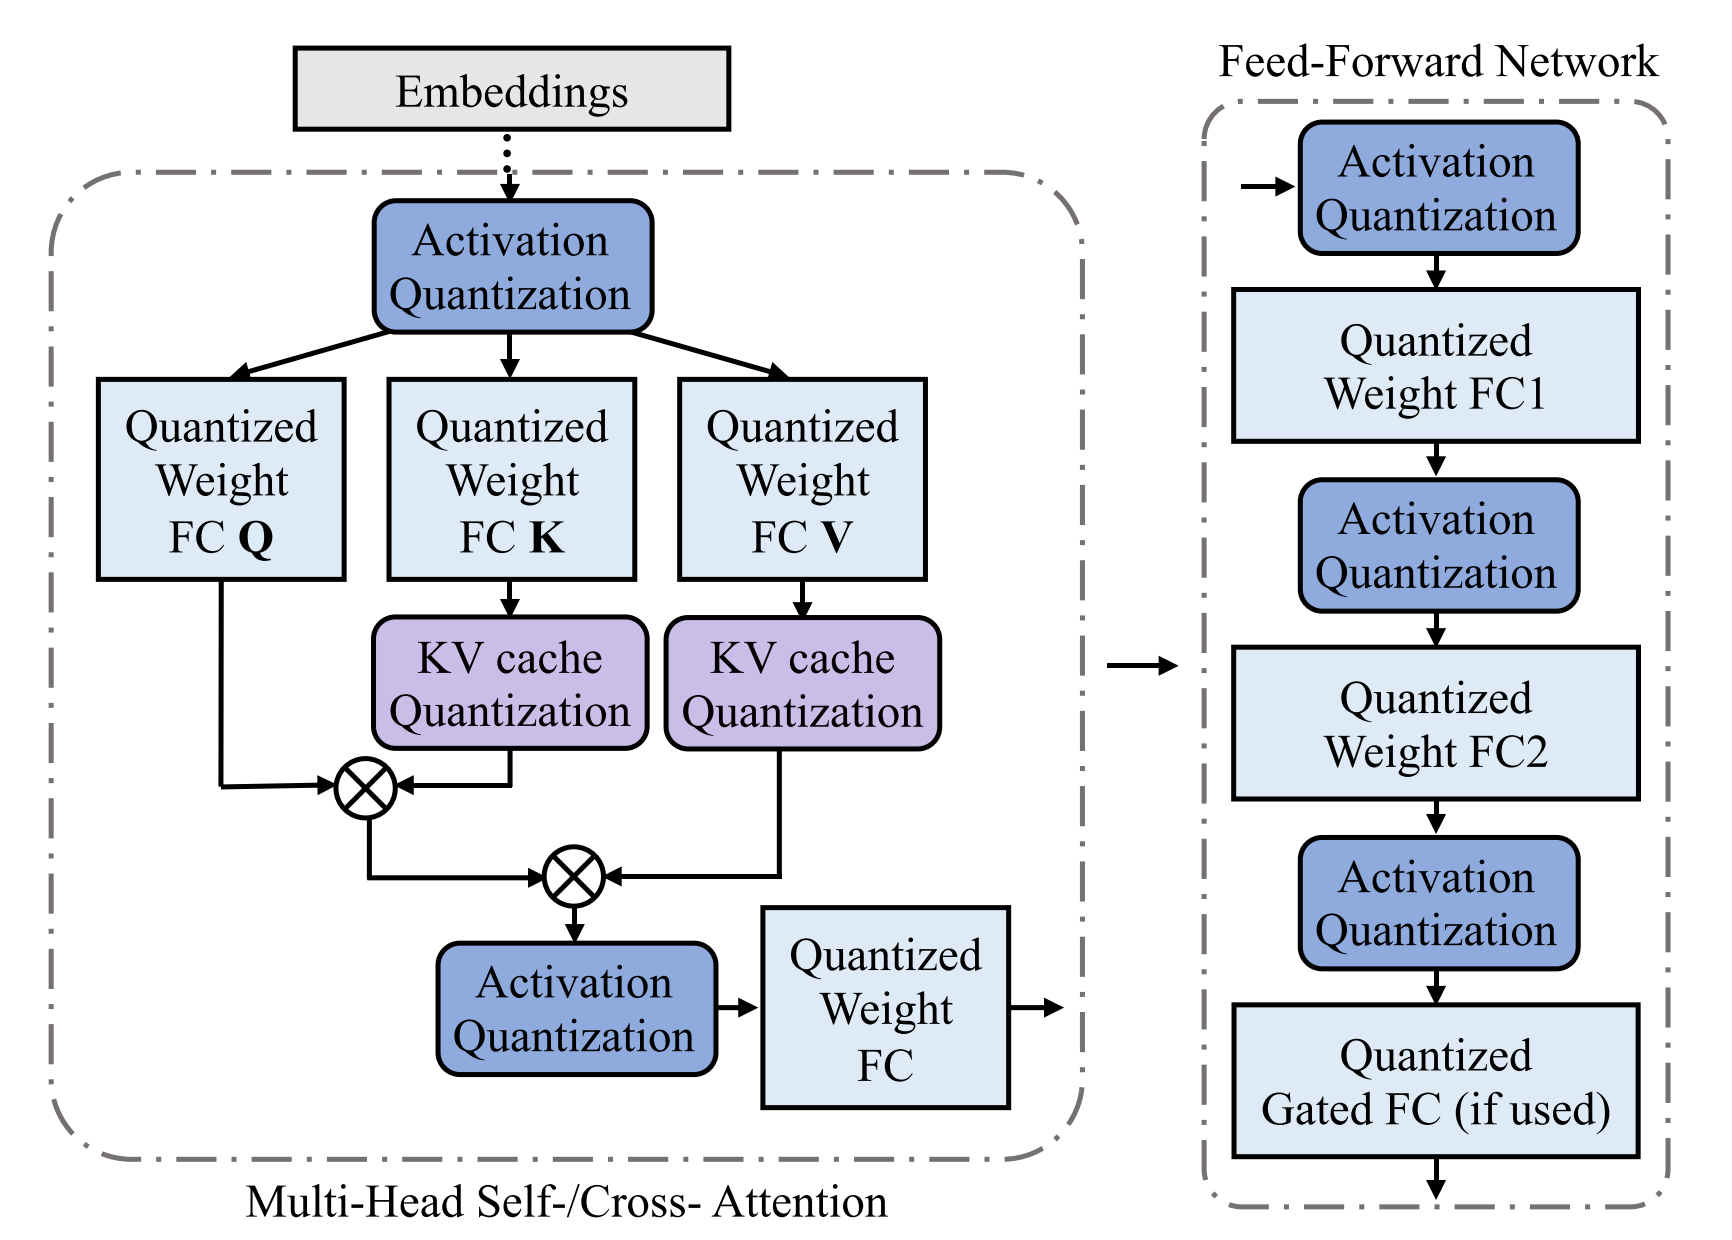 Embeddings
Activation
Quantization
Quantized
Weight
FC Q
Quantized
Weight
FC K
Quantized
Weight
FC V
KV cache
Quantization
KV cache
Quantization
Activation
Quantization
Quantized
Weight
FC
Multi-Head Self-/Cross- Attention
Feed-Forward Network
Activation
Quantization
Quantized
Weight FC1
Activation
Quantization
Quantized
Weight FC2
Activation
Quantization
Quantized
Gated FC (if used)